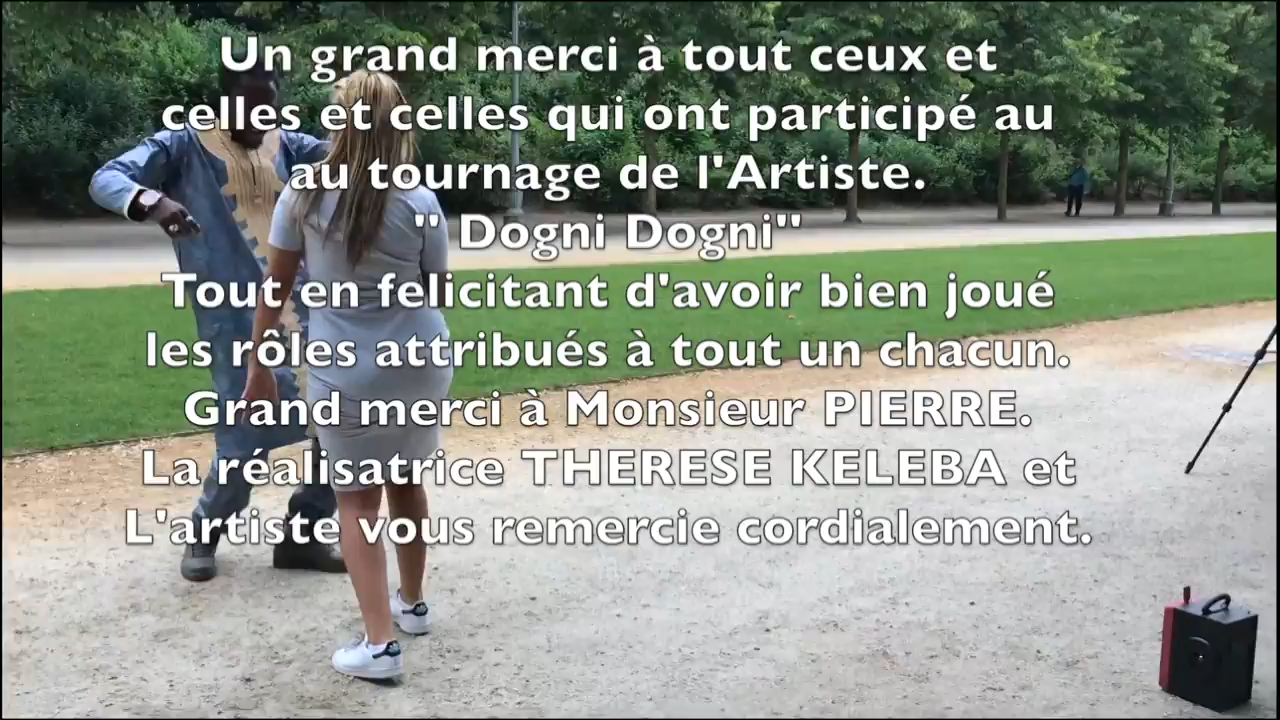 Un grand merci à tout ceux et
celles et celles qui ont participé au
au tournage de l'Artiste.
" Dogni Dogni"
Tout en felicitant d'avoir bien joué
les rôles attribués à tout un chacun.
Grand merci à Monsieur PIERRE.
La réalisatrice THERESE KELEBA et
L'artiste vous remercie cordialement.